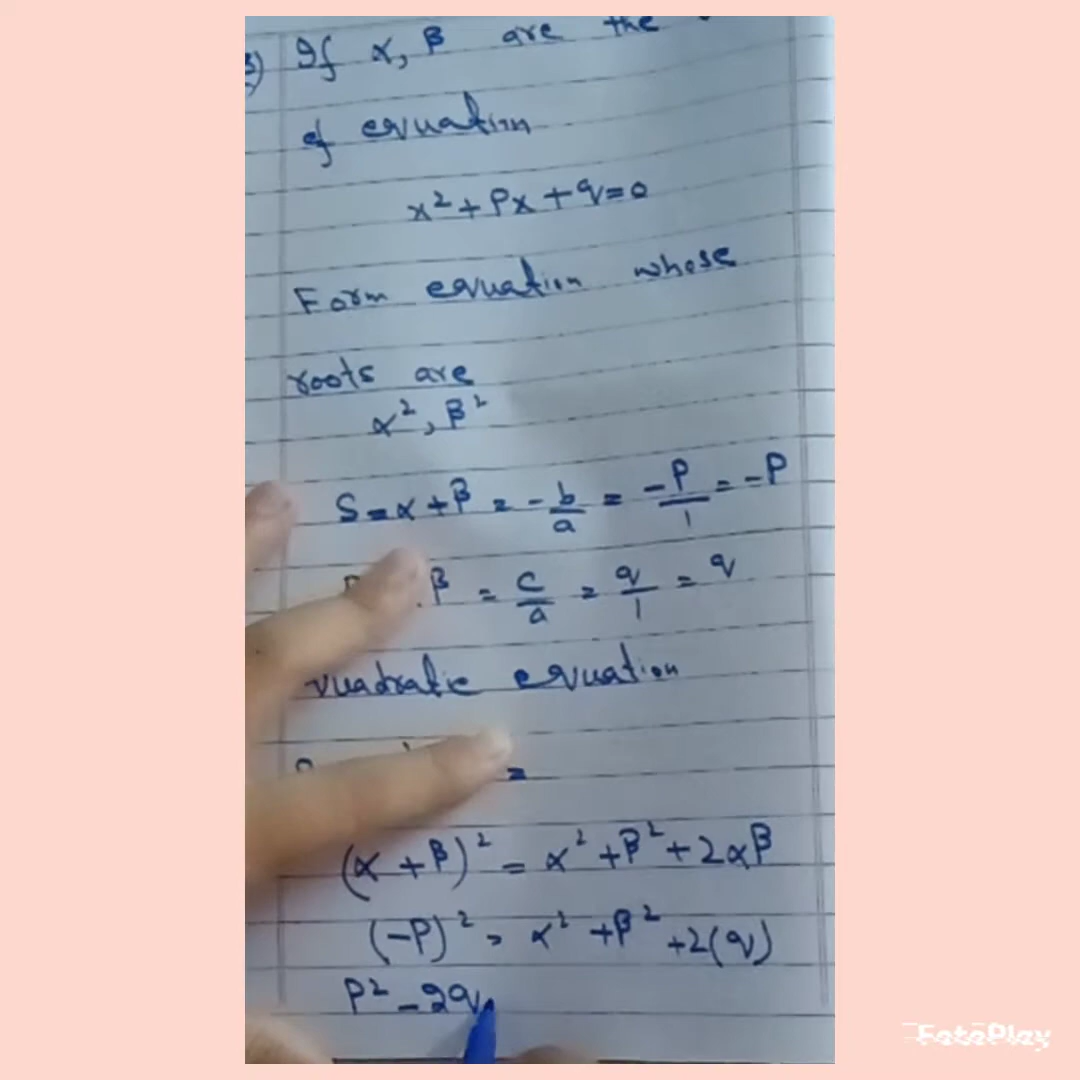 3) If α, β are the
of equation
x² + Px + q = 0
Form equation whose
roots are
α², β²
S = α + β = -b/a = -P/1 = -P
β = c/a = q/1 = q
quadratic equation
=
(α + β)² = α² + β² + 2αβ
(-P)² = α² + β² + 2(q)
P² - 2q
FotoPlay